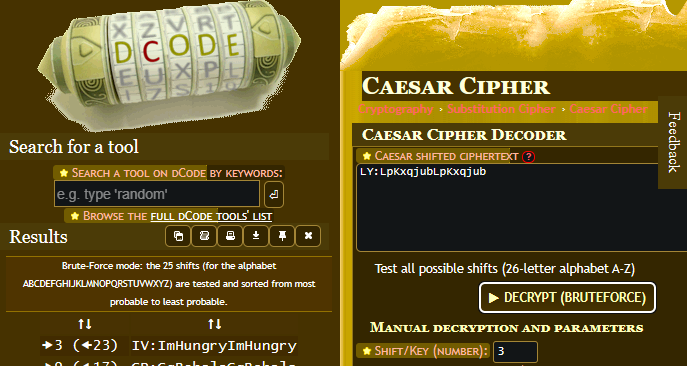 DCODE
Search for a tool
★ Search a tool on dCode by keywords:
e.g. type 'random'
★ Browse the full dCode tools' list
Results
Brute-Force mode: the 25 shifts (for the alphabet
ABCDEFGHIJKLMNOPQRSTUVWXYZ) are tested and sorted from most
probable to least probable.
↑↓ ↑↓
➔3 (🡰23) IV:ImHungryImHungry
Caesar Cipher
Cryptography › Substitution Cipher › Caesar Cipher
Caesar Cipher Decoder
★ Caesar shifted ciphertext ?
LY:LpKxqjubLpKxqjub
Test all possible shifts (26-letter alphabet A-Z)
▶ DECRYPT (BRUTEFORCE)
Manual decryption and parameters
★ Shift/Key (number): 3
Feedback